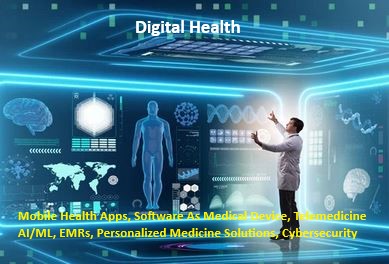 Digital Health
Mobile Health Apps, Software As Medical Device, Telemedicine
AI/ML, EMRs, Personalized Medicine Solutions, Cybersecurity